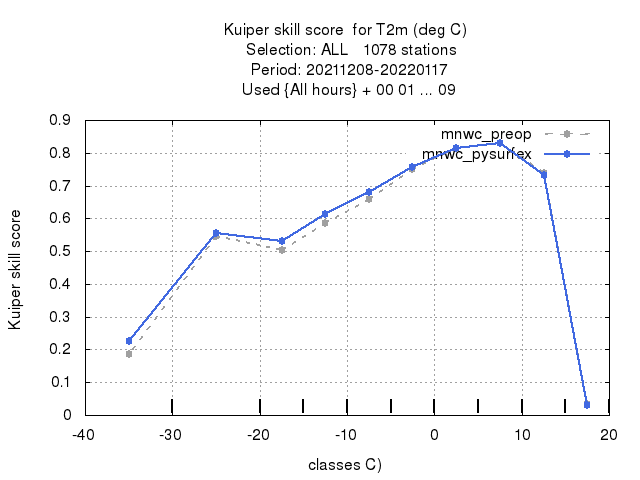 Kuiper skill score  for T2m (deg C)
Selection: ALL   1078 stations
Period: 20211208-20220117
Used {All hours} + 00 01 ... 09
mnwc_preop
mnwc_pysurfex
0.9
0.8
0.7
0.6
0.5
0.4
0.3
0.2
0.1
0
Kuiper skill score
-40 -30 -20 -10 0 10 20
classes C)